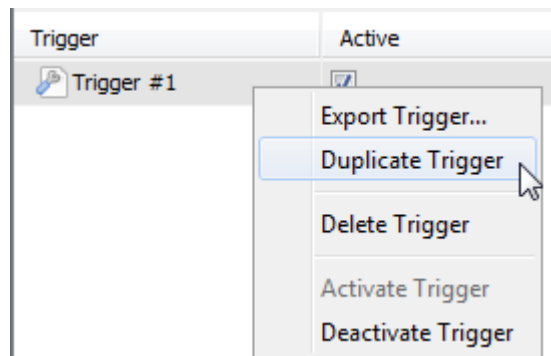 Trigger Active
Trigger #1
Export Trigger...
Duplicate Trigger
Delete Trigger
Activate Trigger
Deactivate Trigger